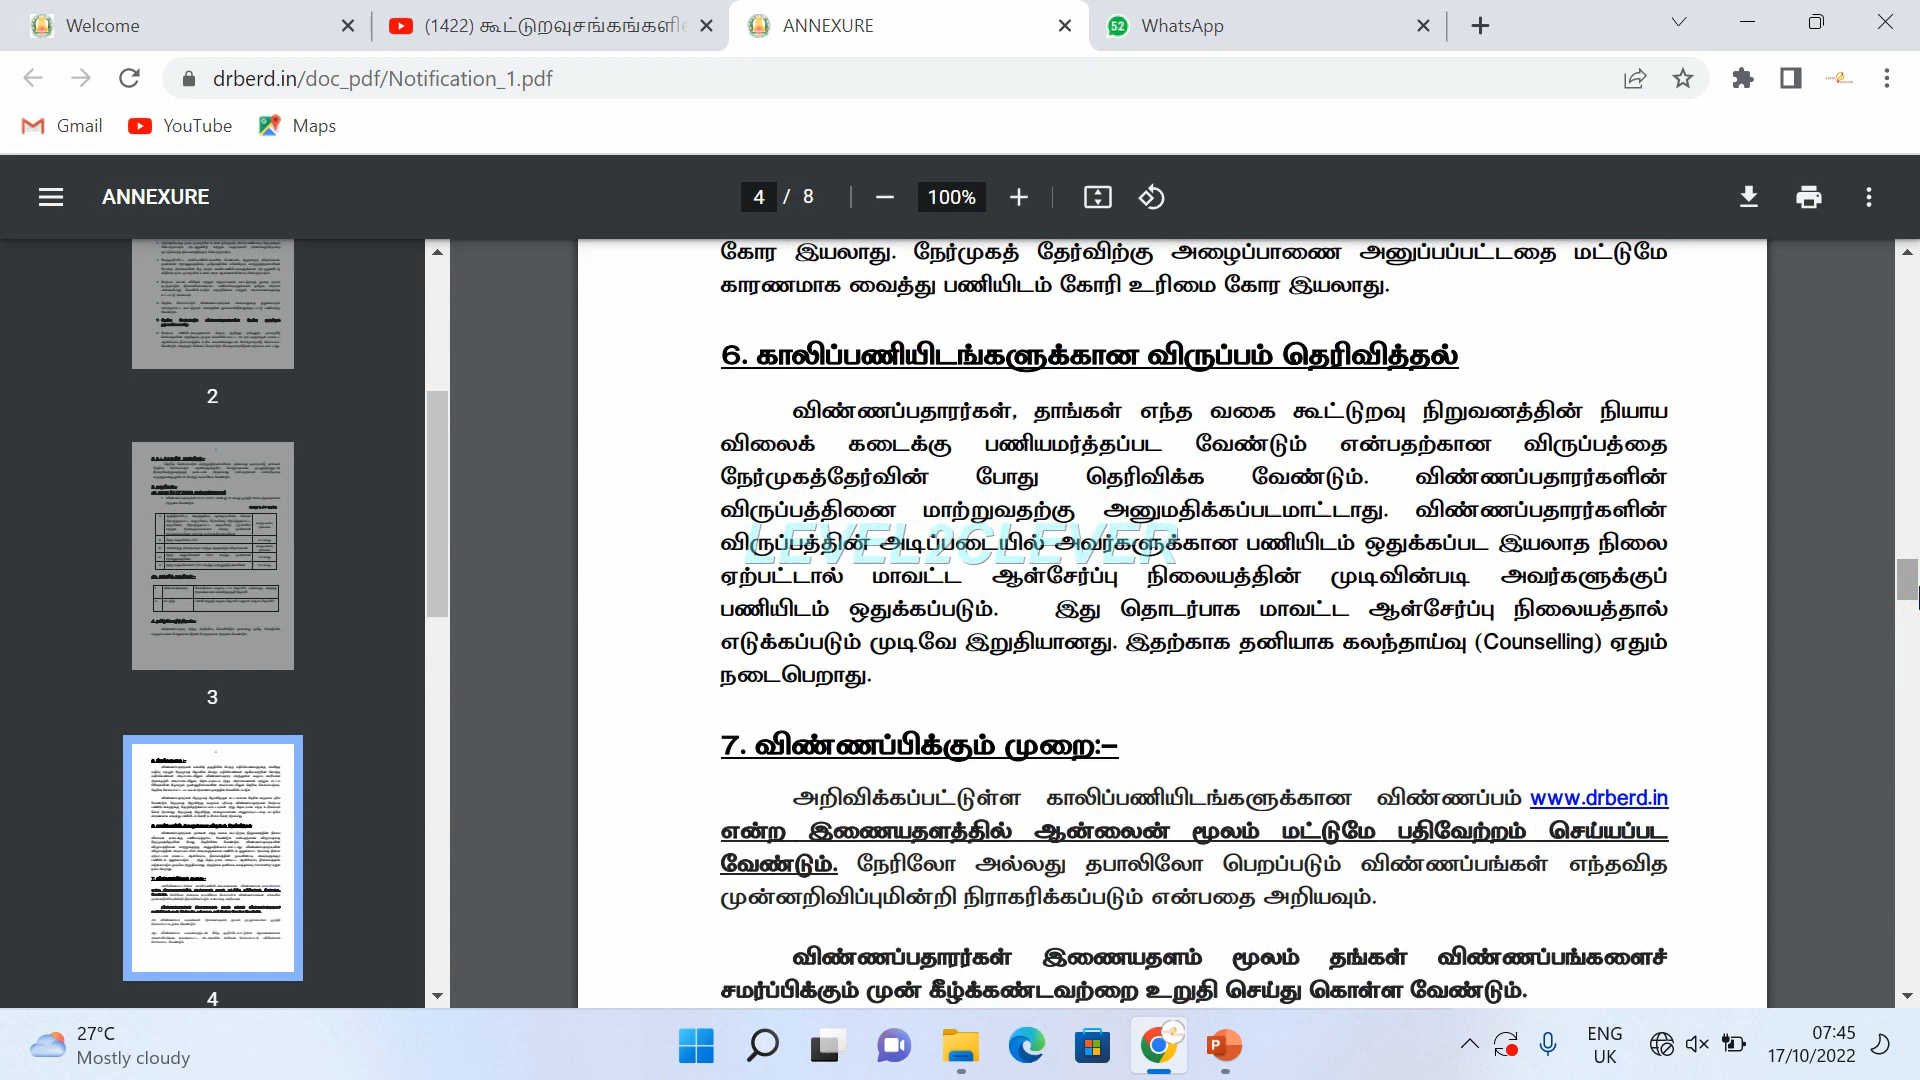 Welcome
(1422) கூட்டுறவுசங்கங்களி
ANNEXURE
52 WhatsApp
drberd.in/doc_pdf/Notification_1.pdf
Gmail YouTube Maps
ANNEXURE
4 / 8 100%
2
3
4
கோர இயலாது. நேர்முகத் தேர்விற்கு அழைப்பாணை அனுப்பப்பட்டதை மட்டுமே
காரணமாக வைத்து பணியிடம் கோரி உரிமை கோர இயலாது.
6. காலிப்பணியிடங்களுக்கான விருப்பம் தெரிவித்தல்
விண்ணப்பதாரர்கள், தாங்கள் எந்த வகை கூட்டுறவு நிறுவனத்தின் நியாய
விலைக் கடைக்கு பணியமர்த்தப்பட வேண்டும் என்பதற்கான விருப்பத்தை
நேர்முகத்தேர்வின் போது தெரிவிக்க வேண்டும். விண்ணப்பதாரர்களின்
விருப்பத்தினை மாற்றுவதற்கு அனுமதிக்கப்படமாட்டாது. விண்ணப்பதாரர்களின்
விருப்பத்தின் அடிப்படையில் அவர்களுக்கான பணியிடம் ஒதுக்கப்பட இயலாத நிலை
LEVEL2CLEVER
ஏற்பட்டால் மாவட்ட ஆள்சேர்ப்பு நிலையத்தின் முடிவின்படி அவர்களுக்குப்
பணியிடம் ஒதுக்கப்படும். இது தொடர்பாக மாவட்ட ஆள்சேர்ப்பு நிலையத்தால்
எடுக்கப்படும் முடிவே இறுதியானது. இதற்காக தனியாக கலந்தாய்வு (Counselling) ஏதும்
நடைபெறாது.
7. விண்ணப்பிக்கும் முறை:–
அறிவிக்கப்பட்டுள்ள காலிப்பணியிடங்களுக்கான விண்ணப்பம் www.drberd.in
என்ற இணையதளத்தில் ஆன்லைன் மூலம் மட்டுமே பதிவேற்றம் செய்யப்பட
வேண்டும். நேரிலோ அல்லது தபாலிலோ பெறப்படும் விண்ணப்பங்கள் எந்தவித
முன்னறிவிப்புமின்றி நிராகரிக்கப்படும் என்பதை அறியவும்.
விண்ணப்பதாரர்கள் இணையதளம் மூலம் தங்கள் விண்ணப்பங்களைச்
சமர்ப்பிக்கும் முன் கீழ்க்கண்டவற்றை உறுதி செய்து கொள்ள வேண்டும்.
27°C
Mostly cloudy
ENG
UK
07:45
17/10/2022